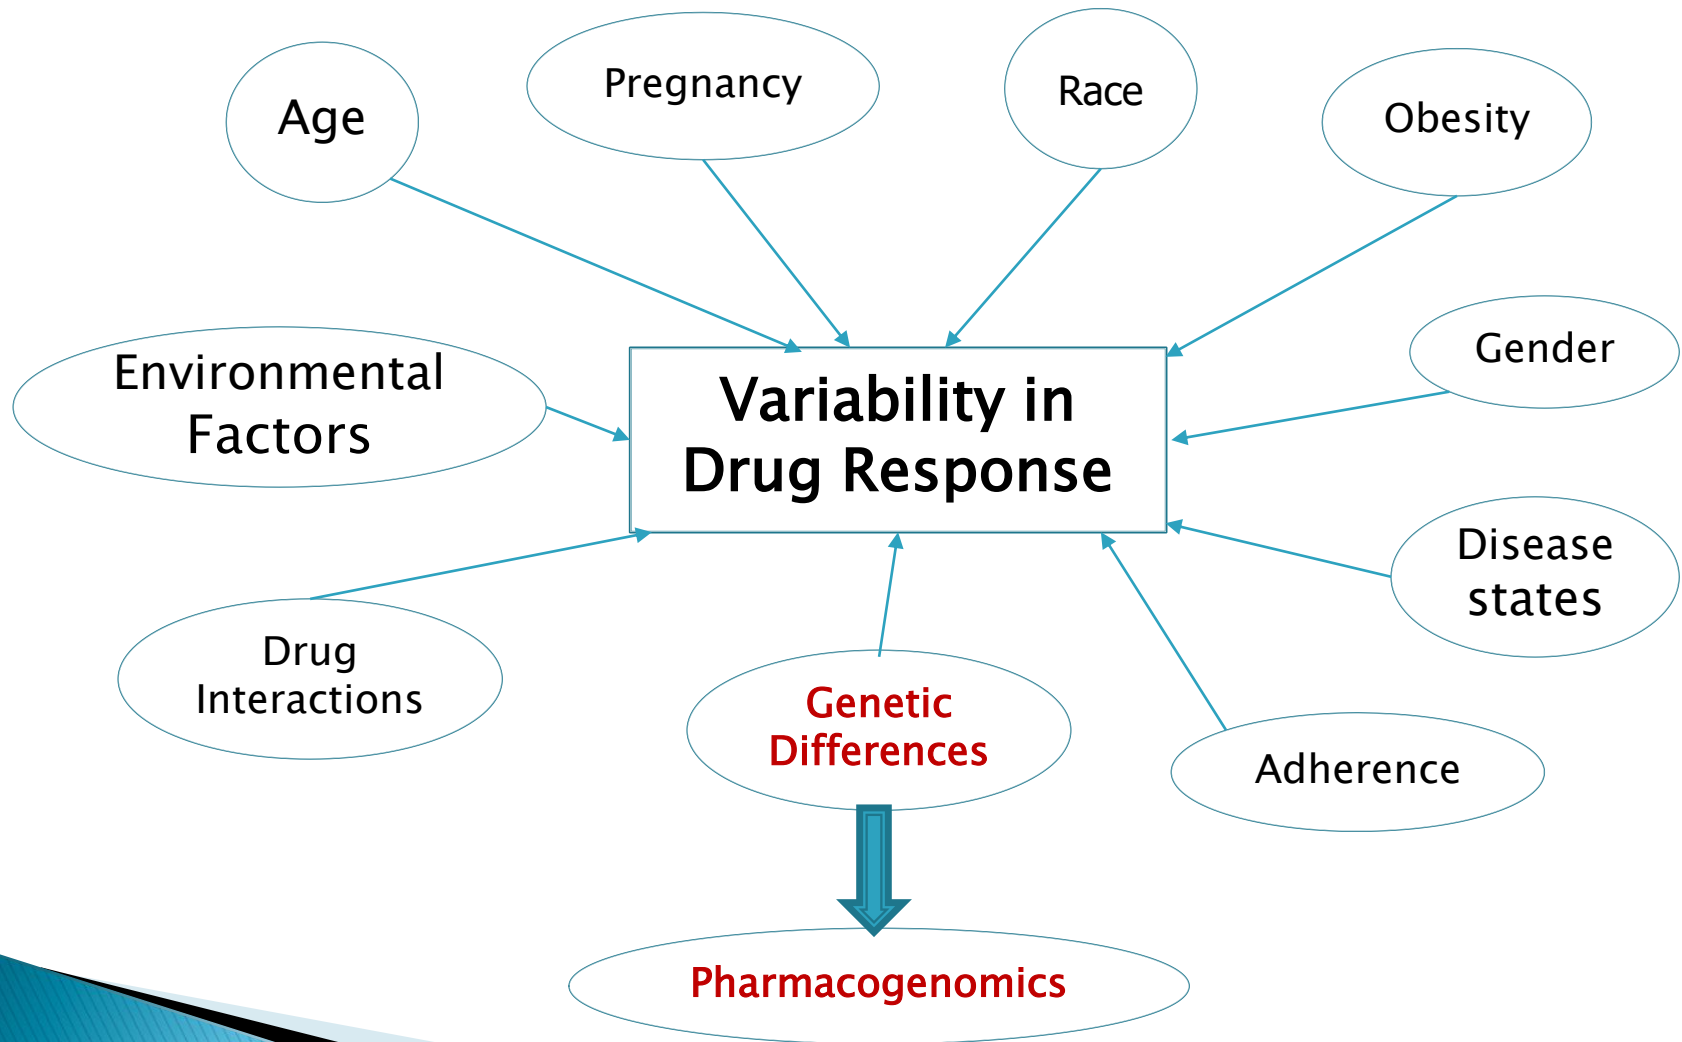 Age
Pregnancy
Race
Obesity
Environmental
Factors
Variability in
Drug Response
Gender
Disease
states
Drug
Interactions
Genetic
Differences
Adherence
Pharmacogenomics